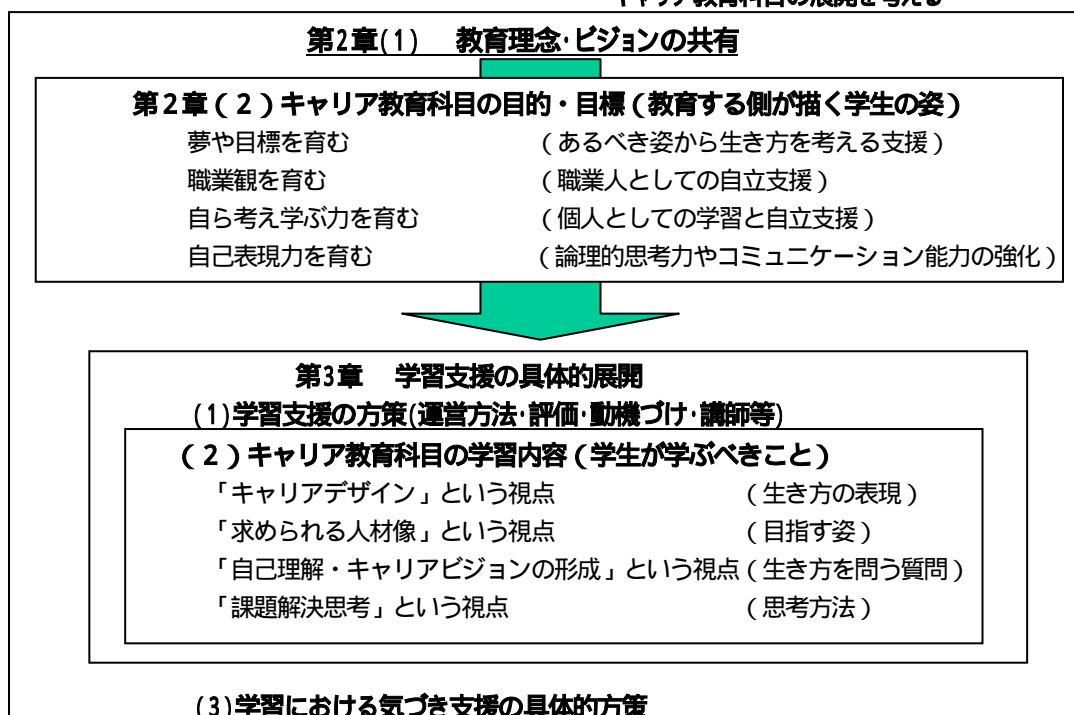 キャリア教育科目の展開を考える
第2章(1) 教育理念・ビジョンの共有
第2章(2)キャリア教育科目の目的・目標(教育する側が描く学生の姿)
夢や目標を育む (あるべき姿から生き方を考える支援)
職業観を育む (職業人としての自立支援)
自ら考え学ぶ力を育む (個人としての学習と自立支援)
自己表現力を育む (論理的思考力やコミュニケーション能力の強化)
第3章 学習支援の具体的展開
(1)学習支援の方策(運営方法・評価・動機づけ・講師等)
(2)キャリア教育科目の学習内容(学生が学ぶべきこと)
「キャリアデザイン」という視点 (生き方の表現)
「求められる人材像」という視点 (目指す姿)
「自己理解・キャリアビジョンの形成」という視点(生き方を問う質問)
「課題解決思考」という視点 (思考方法)
(3)学習における気づき支援の具体的方策